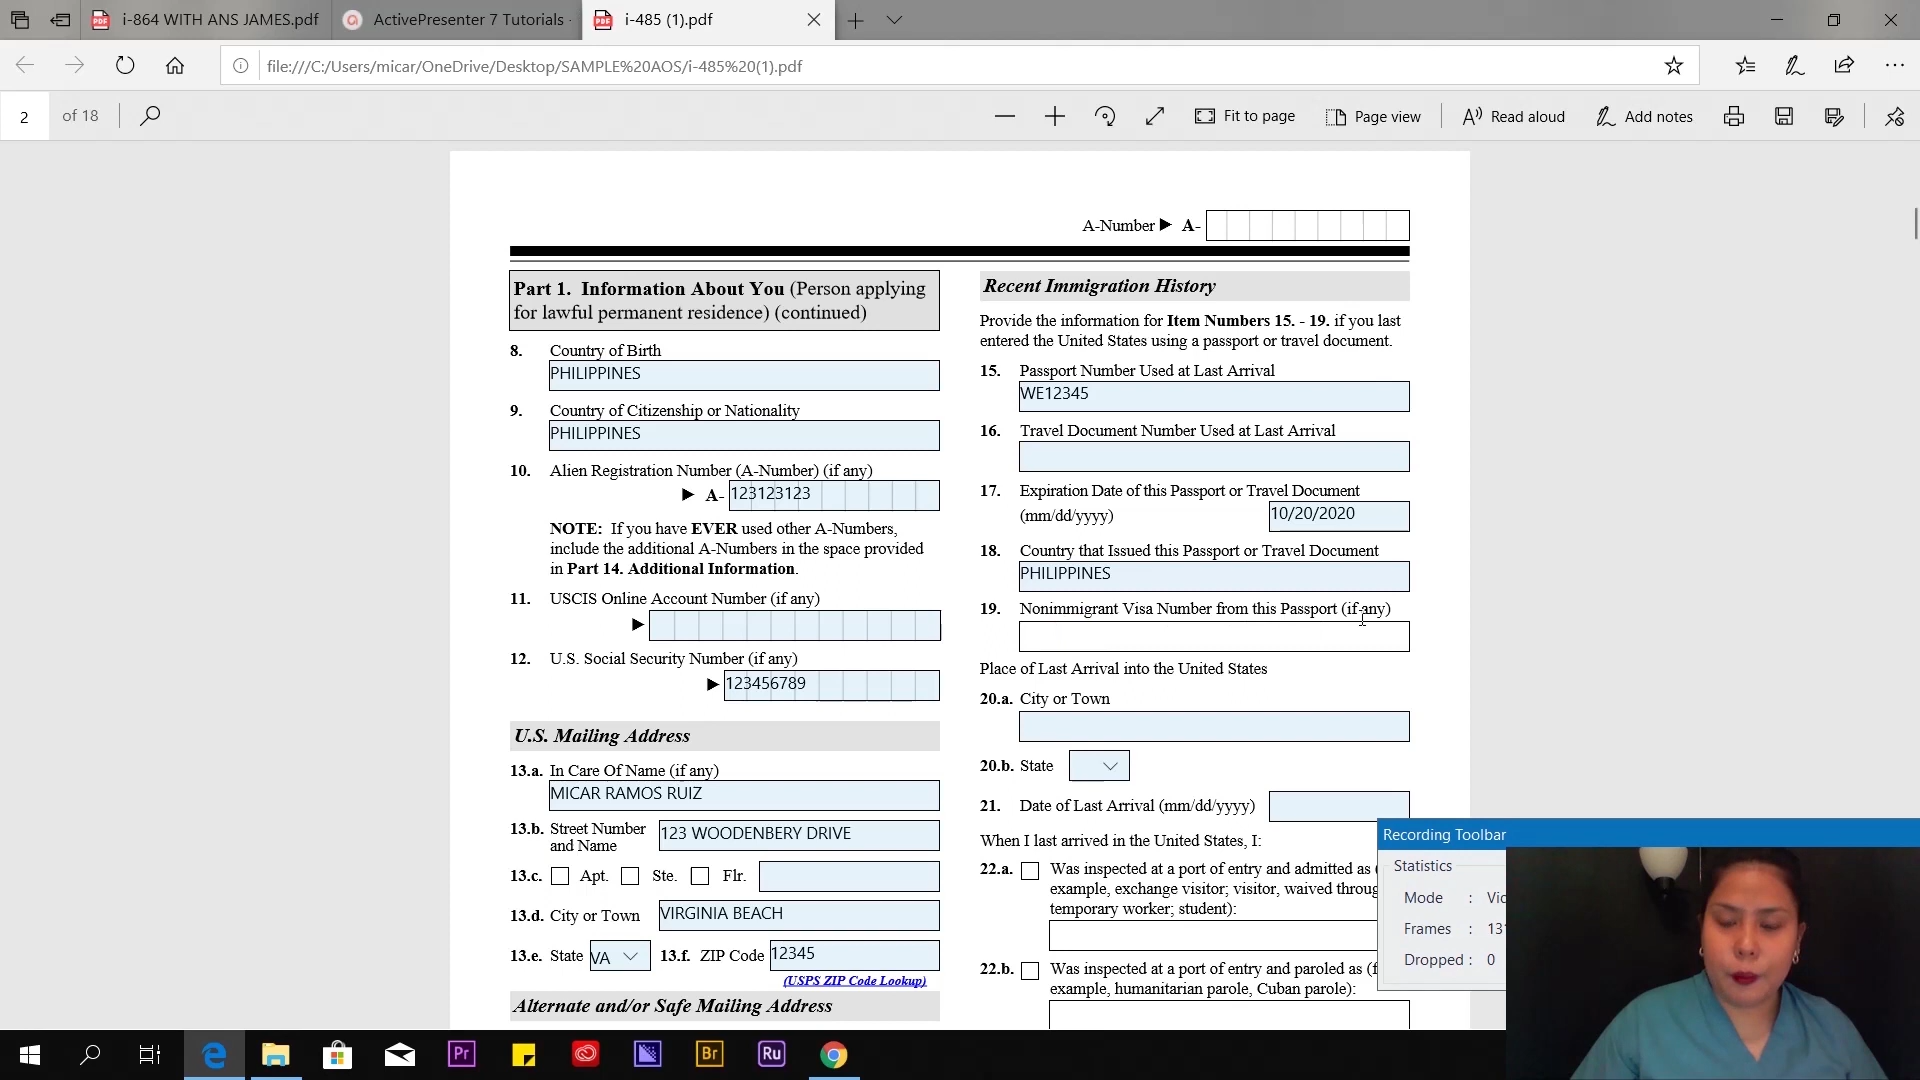 i-864 WITH ANS JAMES.pdf
ActivePresenter 7 Tutorials
i-485 (1).pdf
file:///C:/Users/micar/OneDrive/Desktop/SAMPLE%20AOS/i-485%20(1).pdf
2 of 18
Fit to page
Page view
Read aloud
Add notes
A-Number A-
Part 1. Information About You (Person applying
for lawful permanent residence) (continued)
8. Country of Birth
PHILIPPINES
9. Country of Citizenship or Nationality
PHILIPPINES
10. Alien Registration Number (A-Number) (if any)
A- 123123123
NOTE: If you have EVER used other A-Numbers,
include the additional A-Numbers in the space provided
in Part 14. Additional Information.
11. USCIS Online Account Number (if any)
12. U.S. Social Security Number (if any)
123456789
U.S. Mailing Address
13.a. In Care Of Name (if any)
MICAR RAMOS RUIZ
13.b. Street Number
and Name
123 WOODENBERY DRIVE
13.c. Apt. Ste. Flr.
13.d. City or Town VIRGINIA BEACH
13.e. State VA 13.f. ZIP Code 12345
(USPS ZIP Code Lookup)
Alternate and/or Safe Mailing Address
Recent Immigration History
Provide the information for Item Numbers 15. - 19. if you last
entered the United States using a passport or travel document.
15. Passport Number Used at Last Arrival
WE12345
16. Travel Document Number Used at Last Arrival
17. Expiration Date of this Passport or Travel Document
(mm/dd/yyyy) 10/20/2020
18. Country that Issued this Passport or Travel Document
PHILIPPINES
19. Nonimmigrant Visa Number from this Passport (if any)
Place of Last Arrival into the United States
20.a. City or Town
20.b. State
21. Date of Last Arrival (mm/dd/yyyy)
When I last arrived in the United States, I:
22.a. Was inspected at a port of entry and admitted as (
example, exchange visitor; visitor, waived throug
temporary worker; student):
22.b. Was inspected at a port of entry and paroled as (f
example, humanitarian parole, Cuban parole):
Recording Toolbar
Statistics
Mode :
Frames : 131
Dropped : 0
Pr
Br
Ru